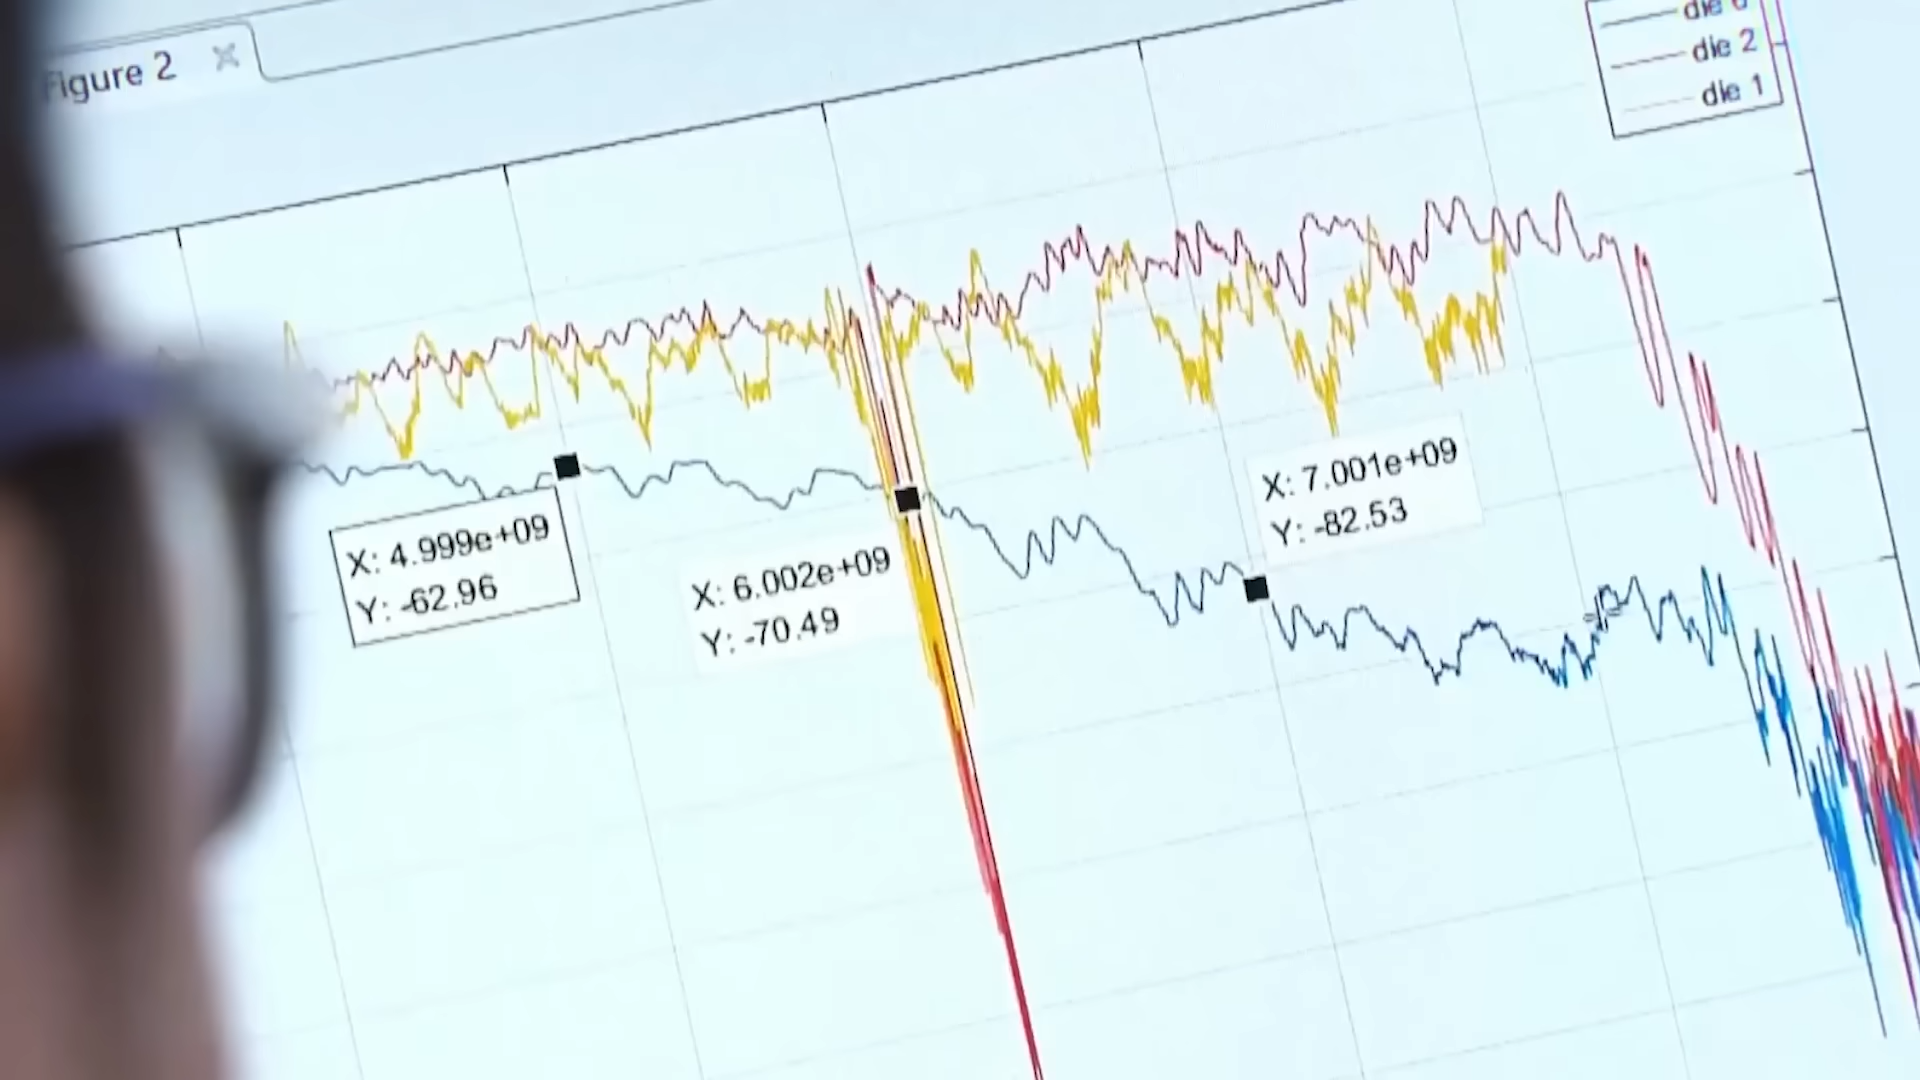 Figure 2
die
die 2
die 1
X: 7.001e+09
Y: -82.53
X: 4.999e+09
Y: -62.96
X: 6.002e+09
Y: -70.49